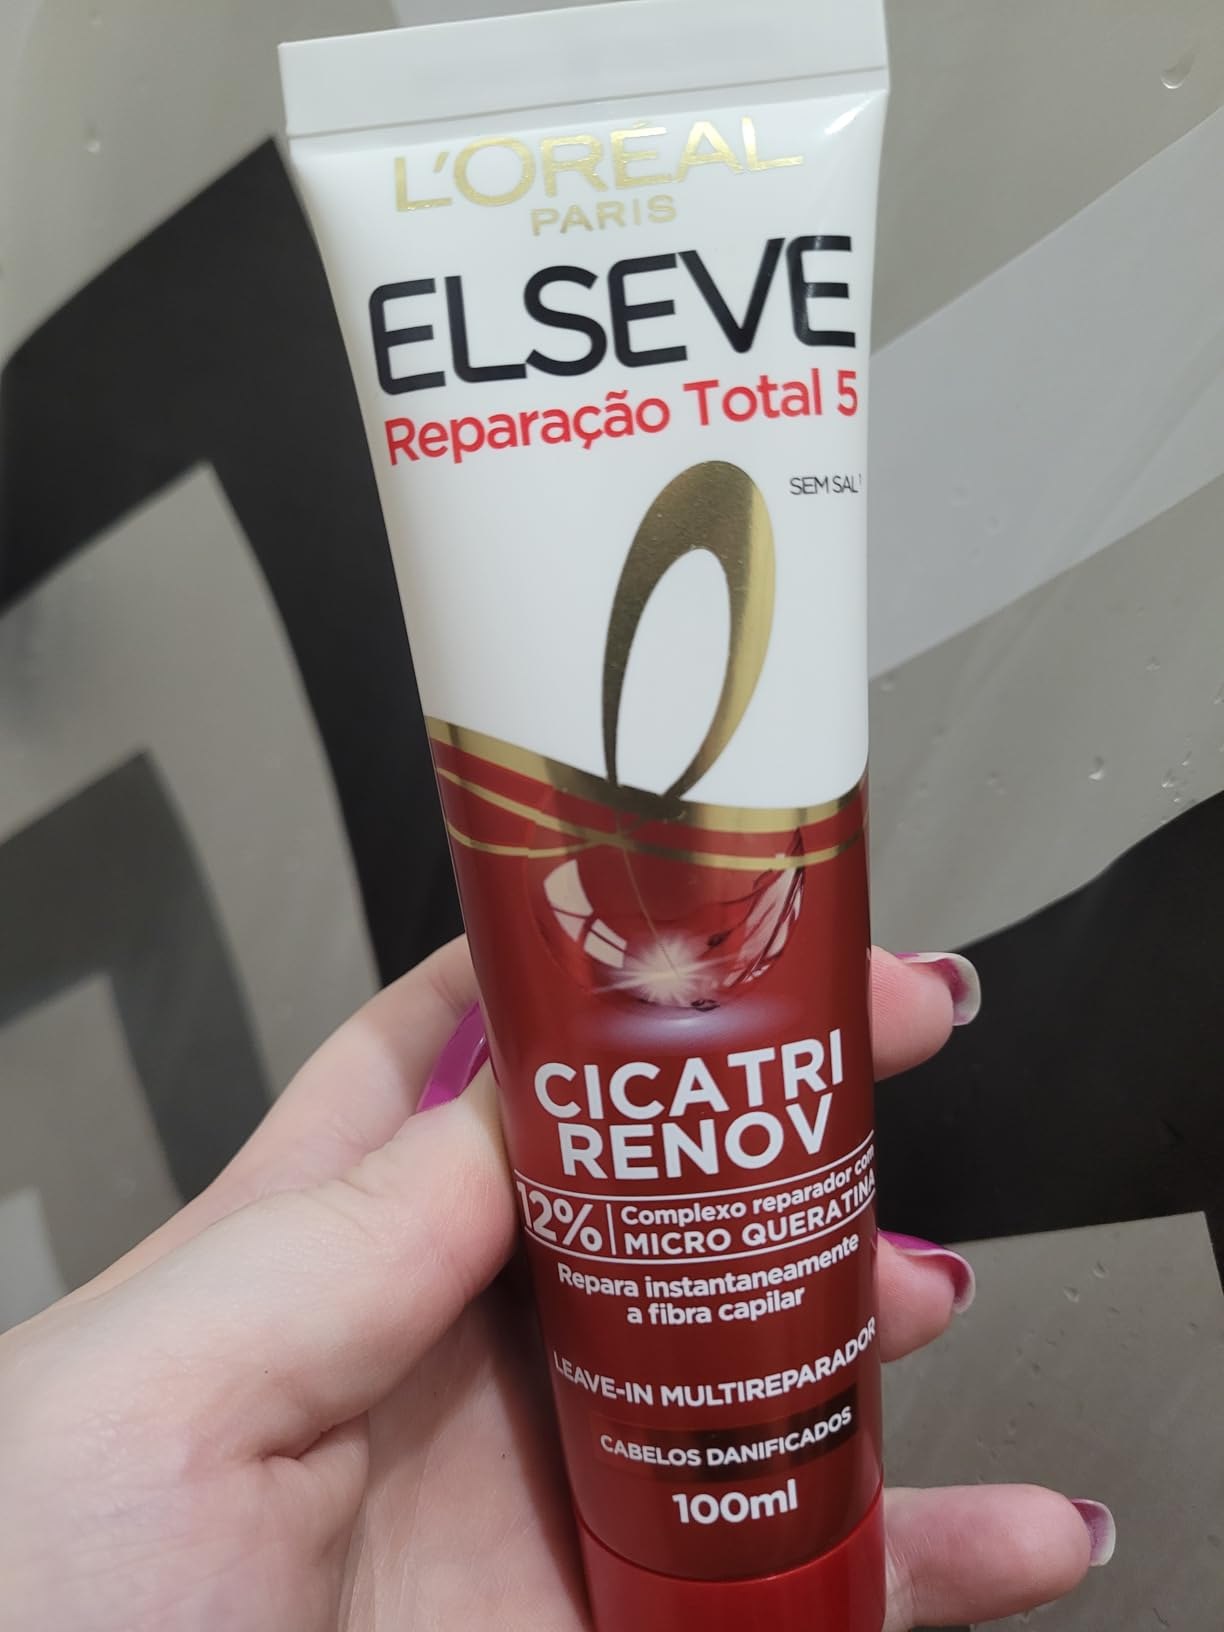 L'ORÉAL
PARIS
ELSEVE
Reparação Total 5
SEM SAL¹
CICATRI
RENOV
12% Complexo reparador com
MICRO QUERATINA
Repara instantaneamente
a fibra capilar
LEAVE-IN MULTIREPARADOR
CABELOS DANIFICADOS
100ml